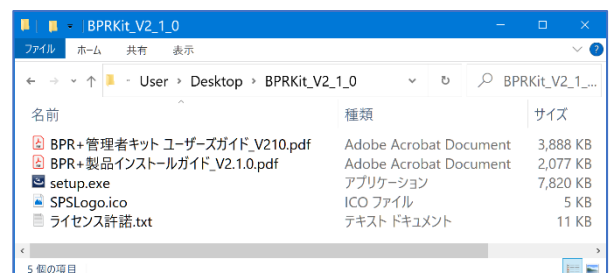 BPRKit_V2_1_0
ファイル ホーム 共有 表示
User › Desktop › BPRKit_V2_1_0 BPRKit_V2_1_...
名前 種類 サイズ
BPR+管理者キット ユーザーズガイド_V210.pdf Adobe Acrobat Document 3,888 KB
BPR+製品インストールガイド_V2.1.0.pdf Adobe Acrobat Document 2,077 KB
setup.exe アプリケーション 7,820 KB
SPSLogo.ico ICO ファイル 5 KB
ライセンス許諾.txt テキスト ドキュメント 11 KB
5 個の項目